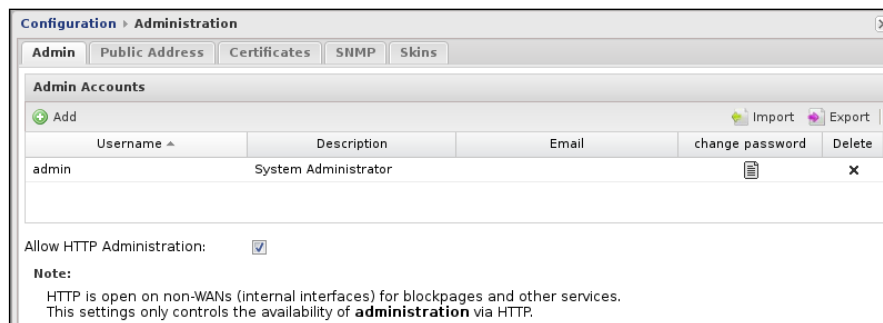 Configuration Administration
Admin Public Address Certificates SNMP Skins
Admin Accounts
Add Import Export
Username Description Email change password Delete
admin System Administrator
Allow HTTP Administration:
Note:
HTTP is open on non-WANs (internal interfaces) for blockpages and other services.
This settings only controls the availability of administration via HTTP.